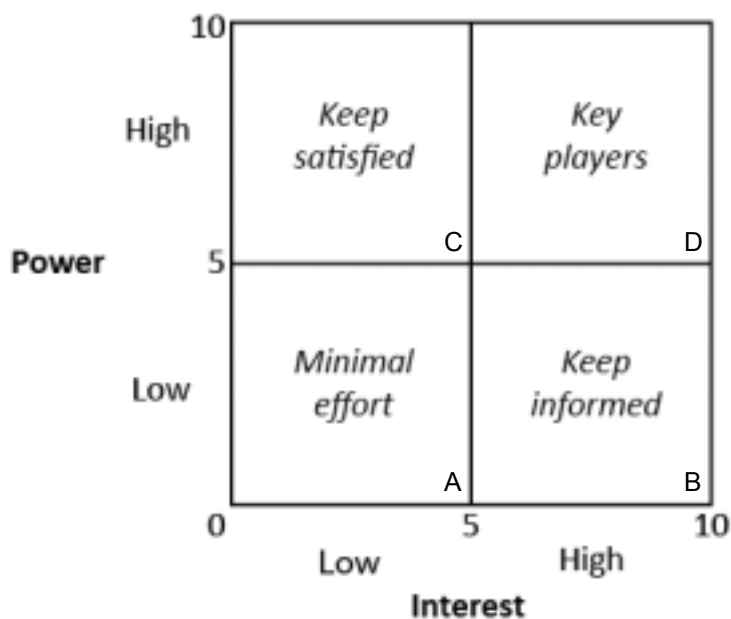 10
High
Keep
satisfied
Key
players
C
D
Power
5
Low
Minimal
effort
Keep
informed
A
B
0
5
10
Low
High
Interest